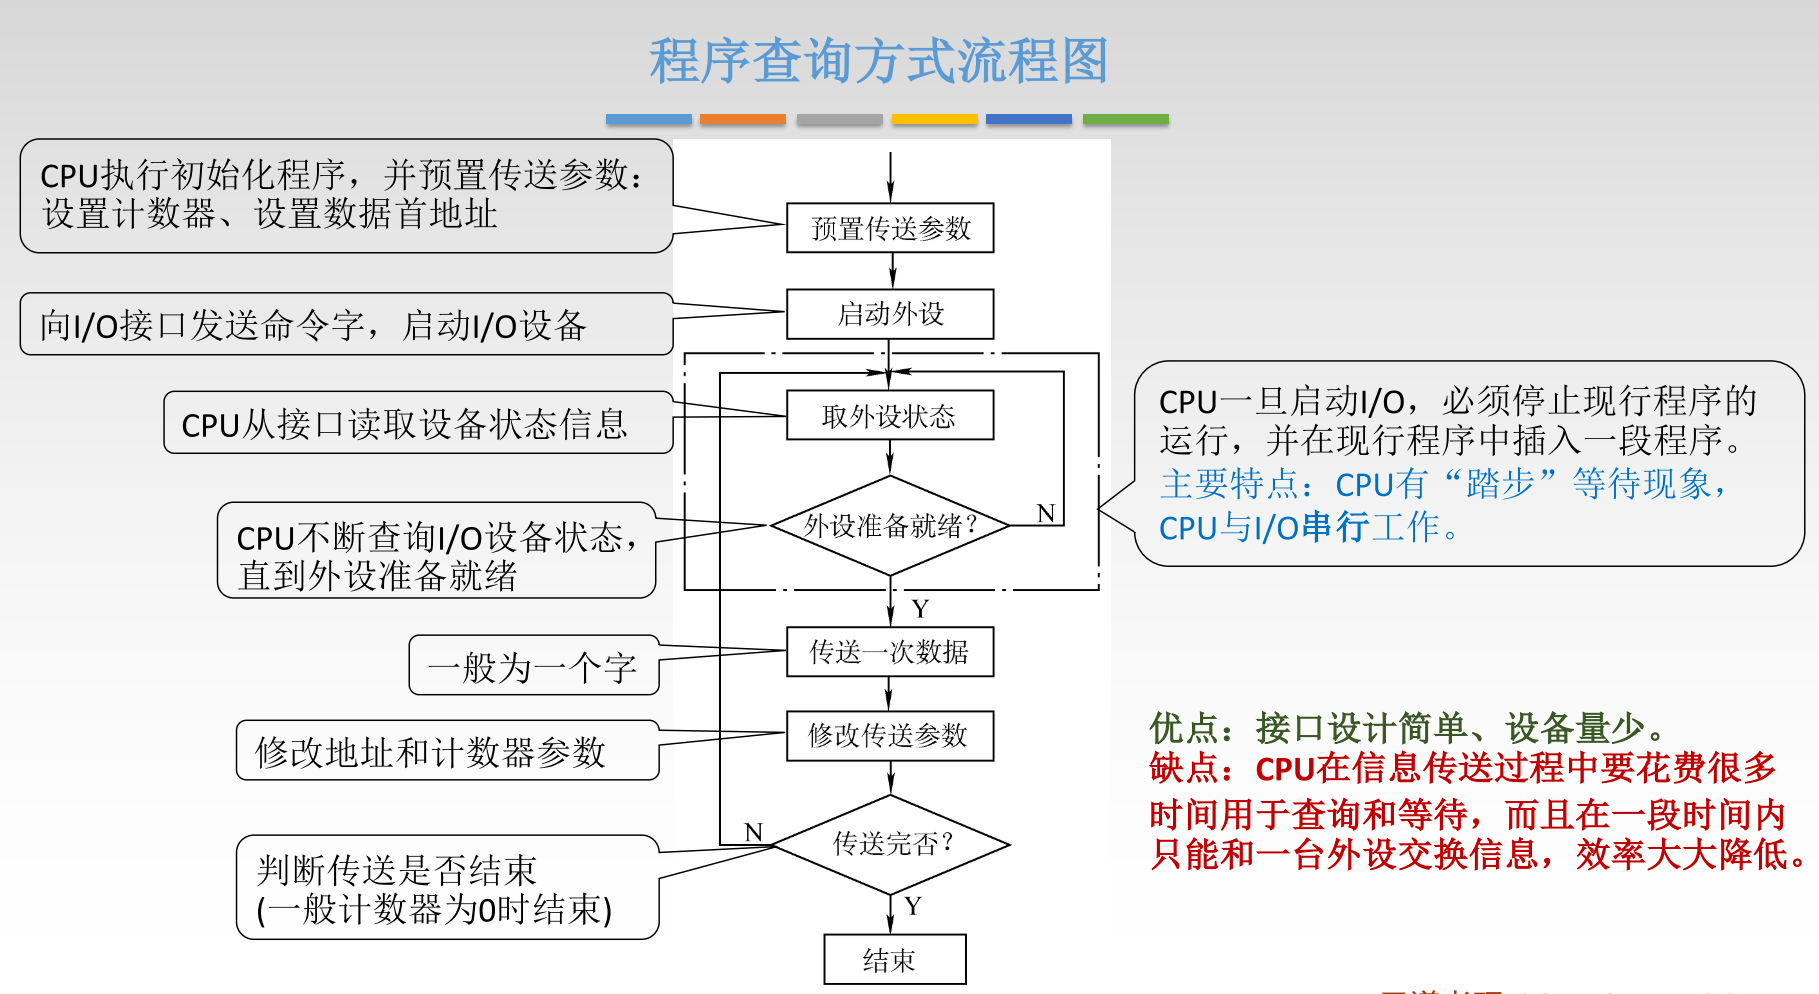 程序查询方式流程图
CPU执行初始化程序，并预置传送参数：
设置计数器、设置数据首地址
预置传送参数
向I/O接口发送命令字，启动I/O设备
启动外设
CPU从接口读取设备状态信息
取外设状态
CPU不断查询I/O设备状态，
直到外设准备就绪
外设准备就绪？
N
Y
CPU一旦启动I/O，必须停止现行程序的
运行，并在现行程序中插入一段程序。
主要特点：CPU有“踏步”等待现象，
CPU与I/O串行工作。
一般为一个字
传送一次数据
修改地址和计数器参数
修改传送参数
判断传送是否结束
(一般计数器为0时结束)
N
传送完否？
Y
结束
优点：接口设计简单、设备量少。
缺点：CPU在信息传送过程中要花费很多
时间用于查询和等待，而且在一段时间内
只能和一台外设交换信息，效率大大降低。